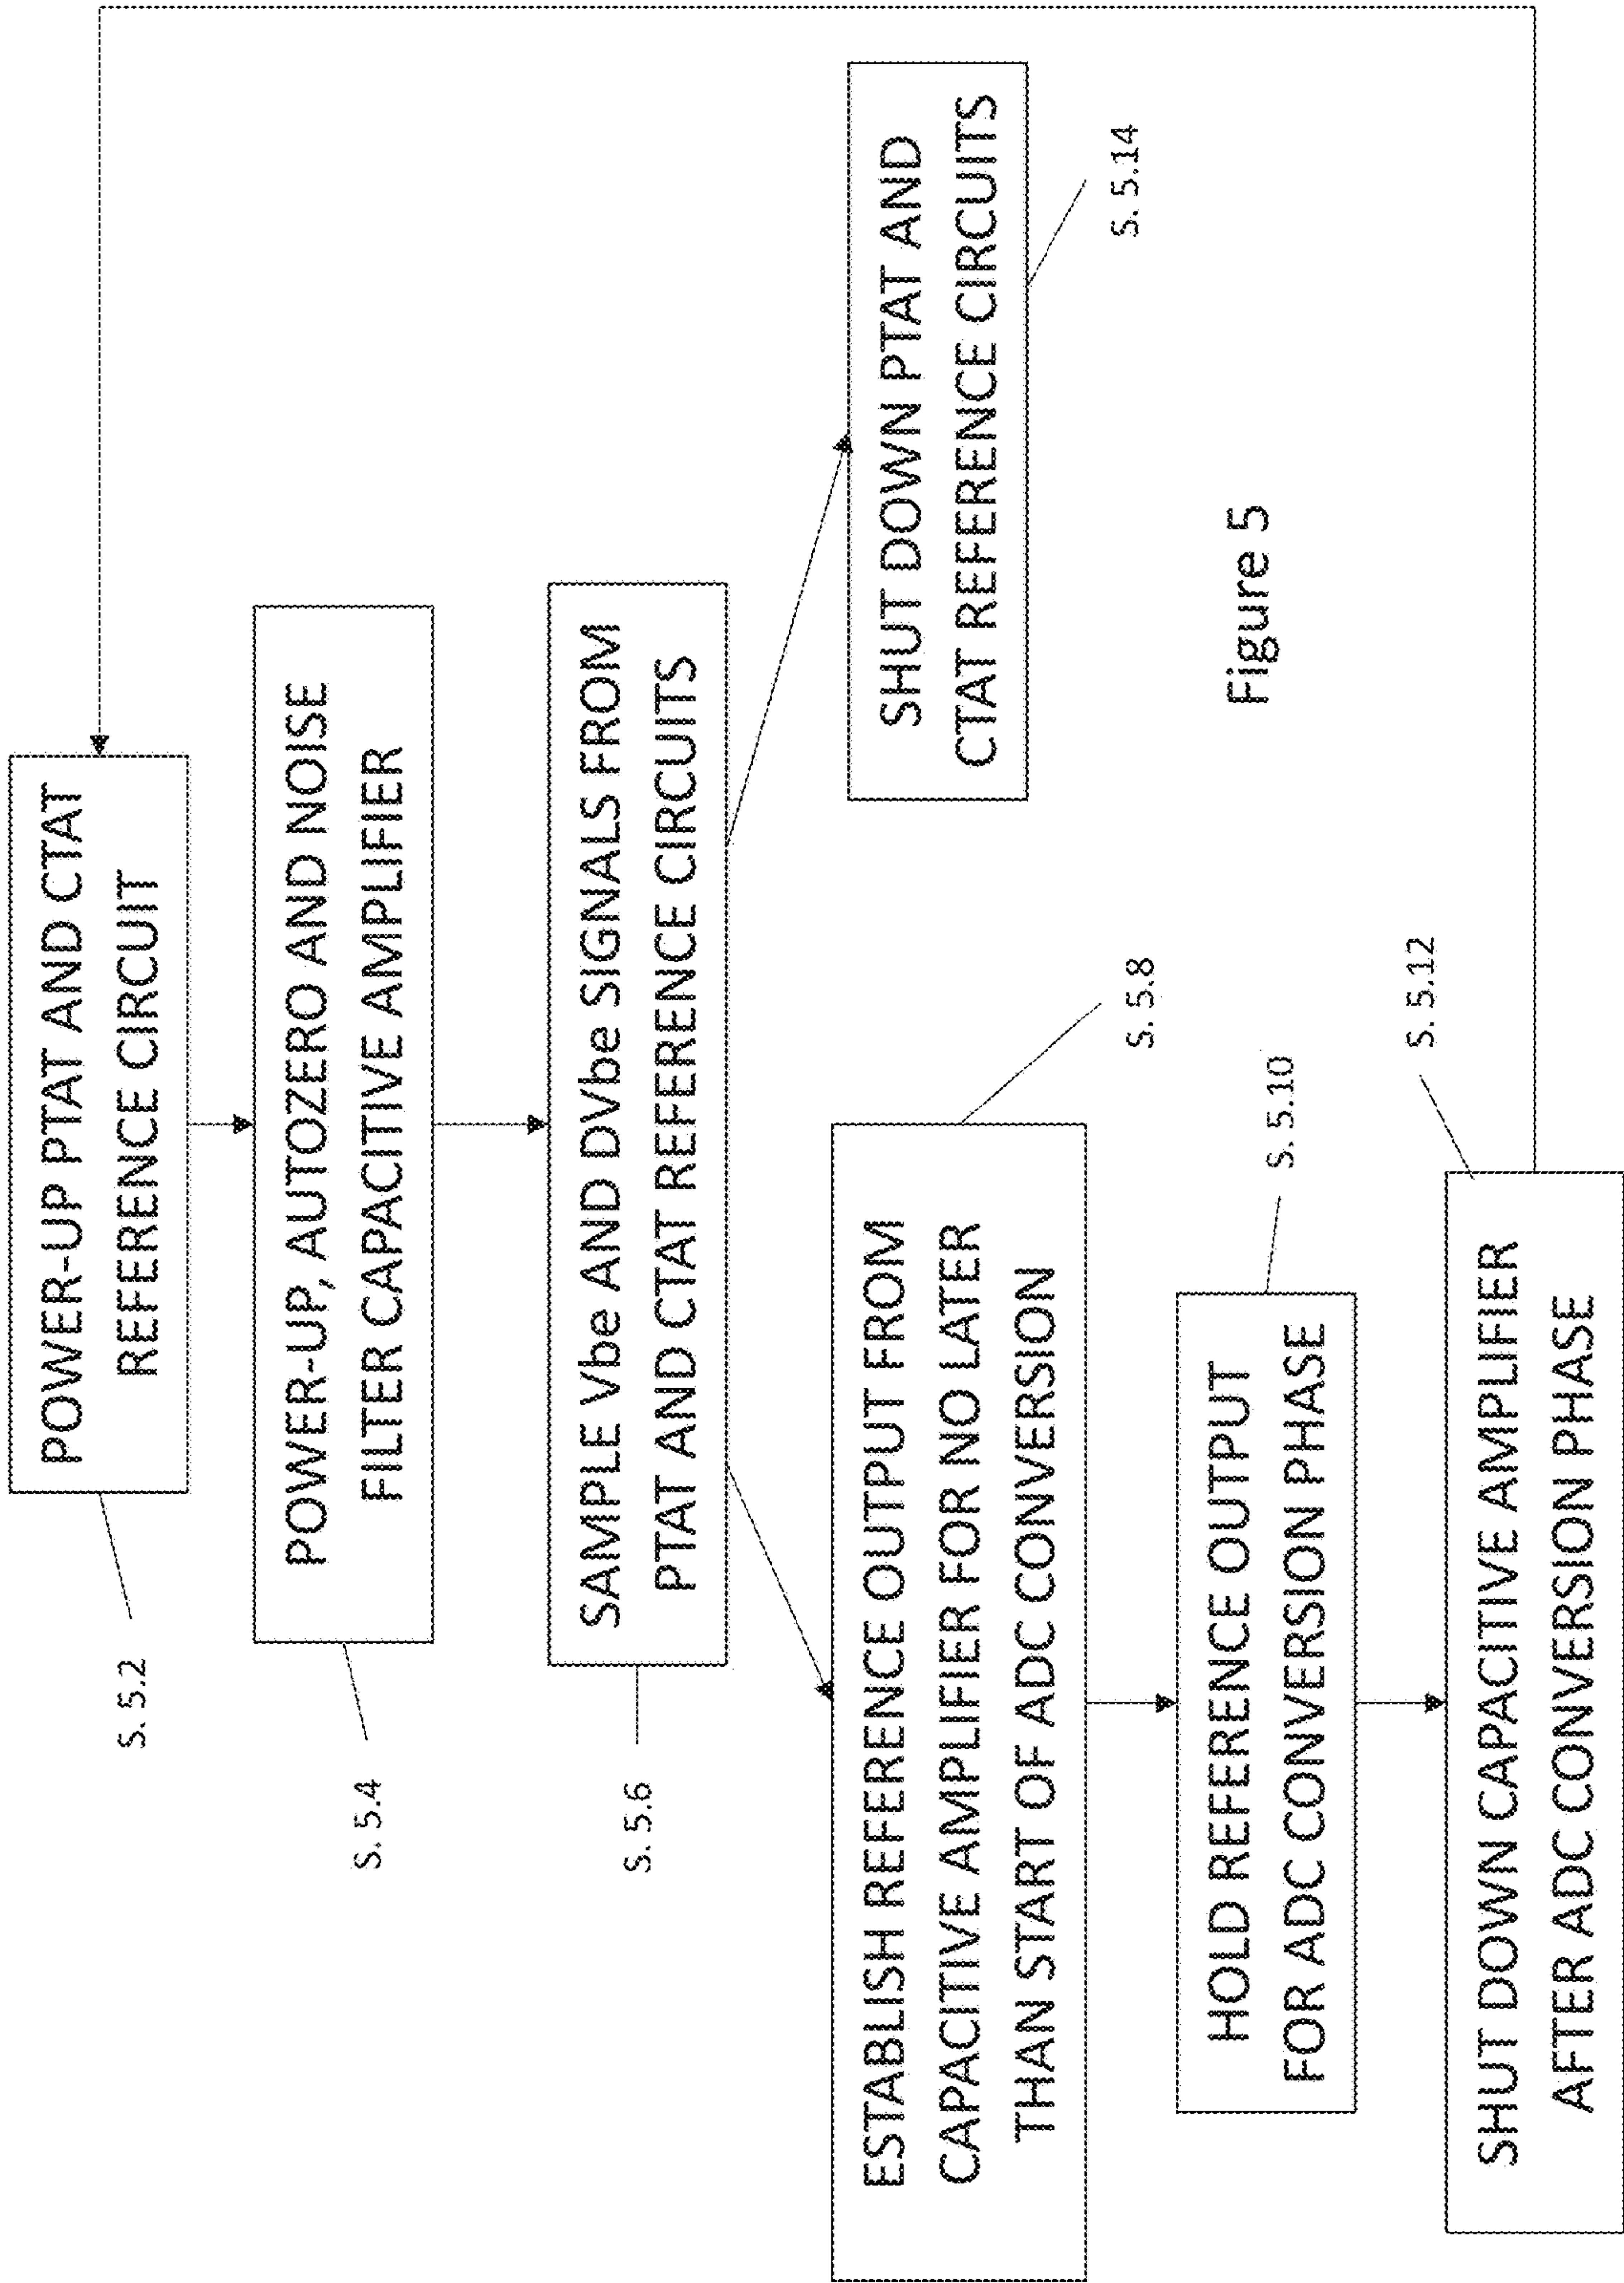 POWER-UP PTAT AND CTAT
REFERENCE CIRCUIT
S. 5.2
POWER-UP, AUTOZERO AND NOISE
FILTER CAPACITIVE AMPLIFIER
S. 5.4
SAMPLE Vbe AND DVbe SIGNALS FROM
PTAT AND CTAT REFERENCE CIRCUITS
S. 5.6
ESTABLISH REFERENCE OUTPUT FROM
CAPACITIVE AMPLIFIER FOR NO LATER
THAN START OF ADC CONVERSION
S. 5.8
HOLD REFERENCE OUTPUT
FOR ADC CONVERSION PHASE
S. 5.10
SHUT DOWN CAPACITIVE AMPLIFIER
AFTER ADC CONVERSION PHASE
S. 5.12
SHUT DOWN PTAT AND
CTAT REFERENCE CIRCUITS
S. 5.14
Figure 5